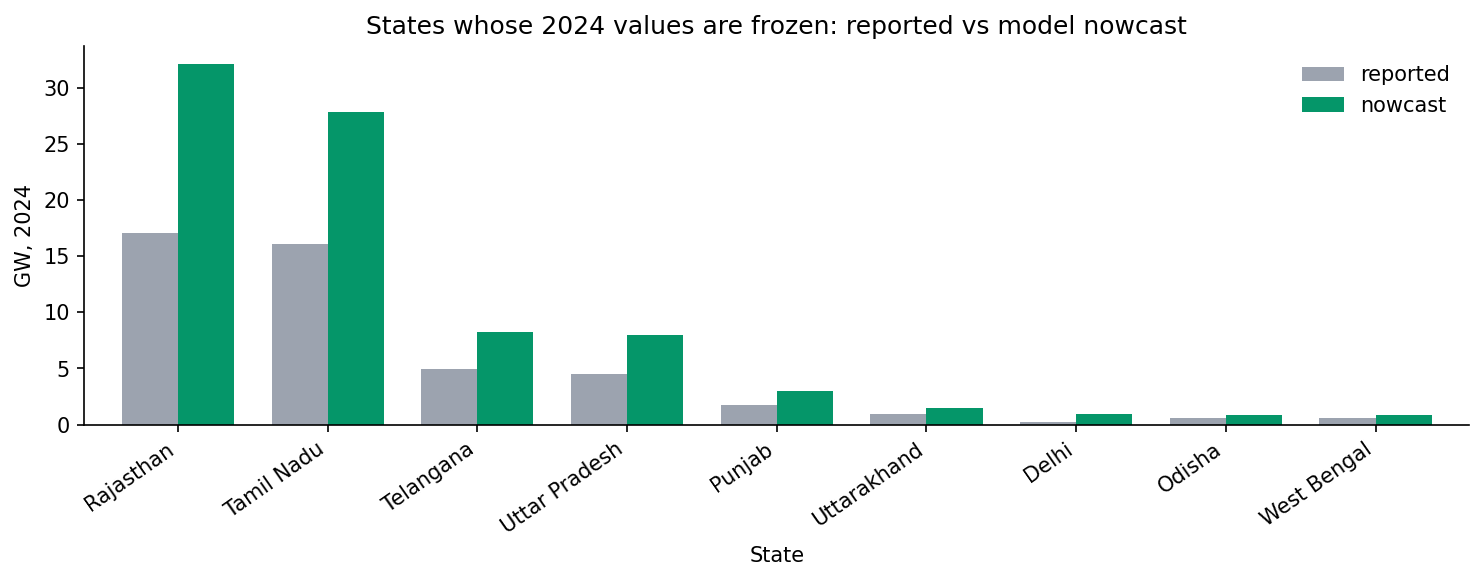 States whose 2024 values are frozen: reported vs model nowcast
reported
nowcast
GW, 2024
30
25
20
15
10
5
0
Rajasthan
Tamil Nadu
Telangana
Uttar Pradesh
Punjab
Uttarakhand
Delhi
Odisha
West Bengal
State